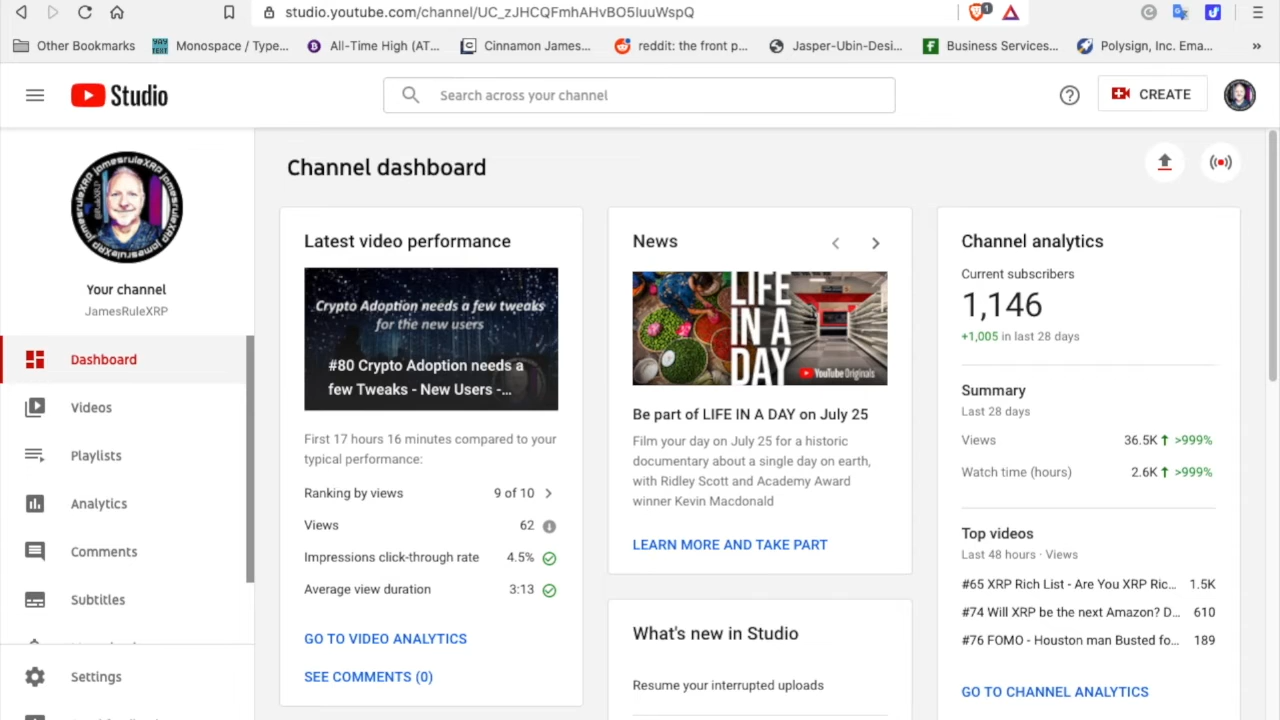 studio.youtube.com/channel/UC_zJHCQFmhAHvBO5IuuWspQ
1
Other Bookmarks
Monospace / Type...
All-Time High (AT...
Cinnamon James...
reddit: the front p...
Jasper-Ubin-Desi...
Business Services...
Polysign, Inc. Ema...
»
Studio
Search across your channel
CREATE
Your channel
JamesRuleXRP
Dashboard
Videos
Playlists
Analytics
Comments
Subtitles
Settings
Channel dashboard
Latest video performance
Crypto Adoption needs a few tweaks
for the new users
#80 Crypto Adoption needs a
few Tweaks - New Users -...
First 17 hours 16 minutes compared to your
typical performance:
Ranking by views 9 of 10
Views 62
Impressions click-through rate 4.5%
Average view duration 3:13
GO TO VIDEO ANALYTICS
SEE COMMENTS (0)
News
LIFE
IN A
DAY
YouTube Originals
Be part of LIFE IN A DAY on July 25
Film your day on July 25 for a historic
documentary about a single day on earth,
with Ridley Scott and Academy Award
winner Kevin Macdonald
LEARN MORE AND TAKE PART
What's new in Studio
Resume your interrupted uploads
Channel analytics
Current subscribers
1,146
+1,005 in last 28 days
Summary
Last 28 days
Views 36.5K >999%
Watch time (hours) 2.6K >999%
Top videos
Last 48 hours · Views
#65 XRP Rich List - Are You XRP Ric... 1.5K
#74 Will XRP be the next Amazon? D... 610
#76 FOMO - Houston man Busted fo... 189
GO TO CHANNEL ANALYTICS